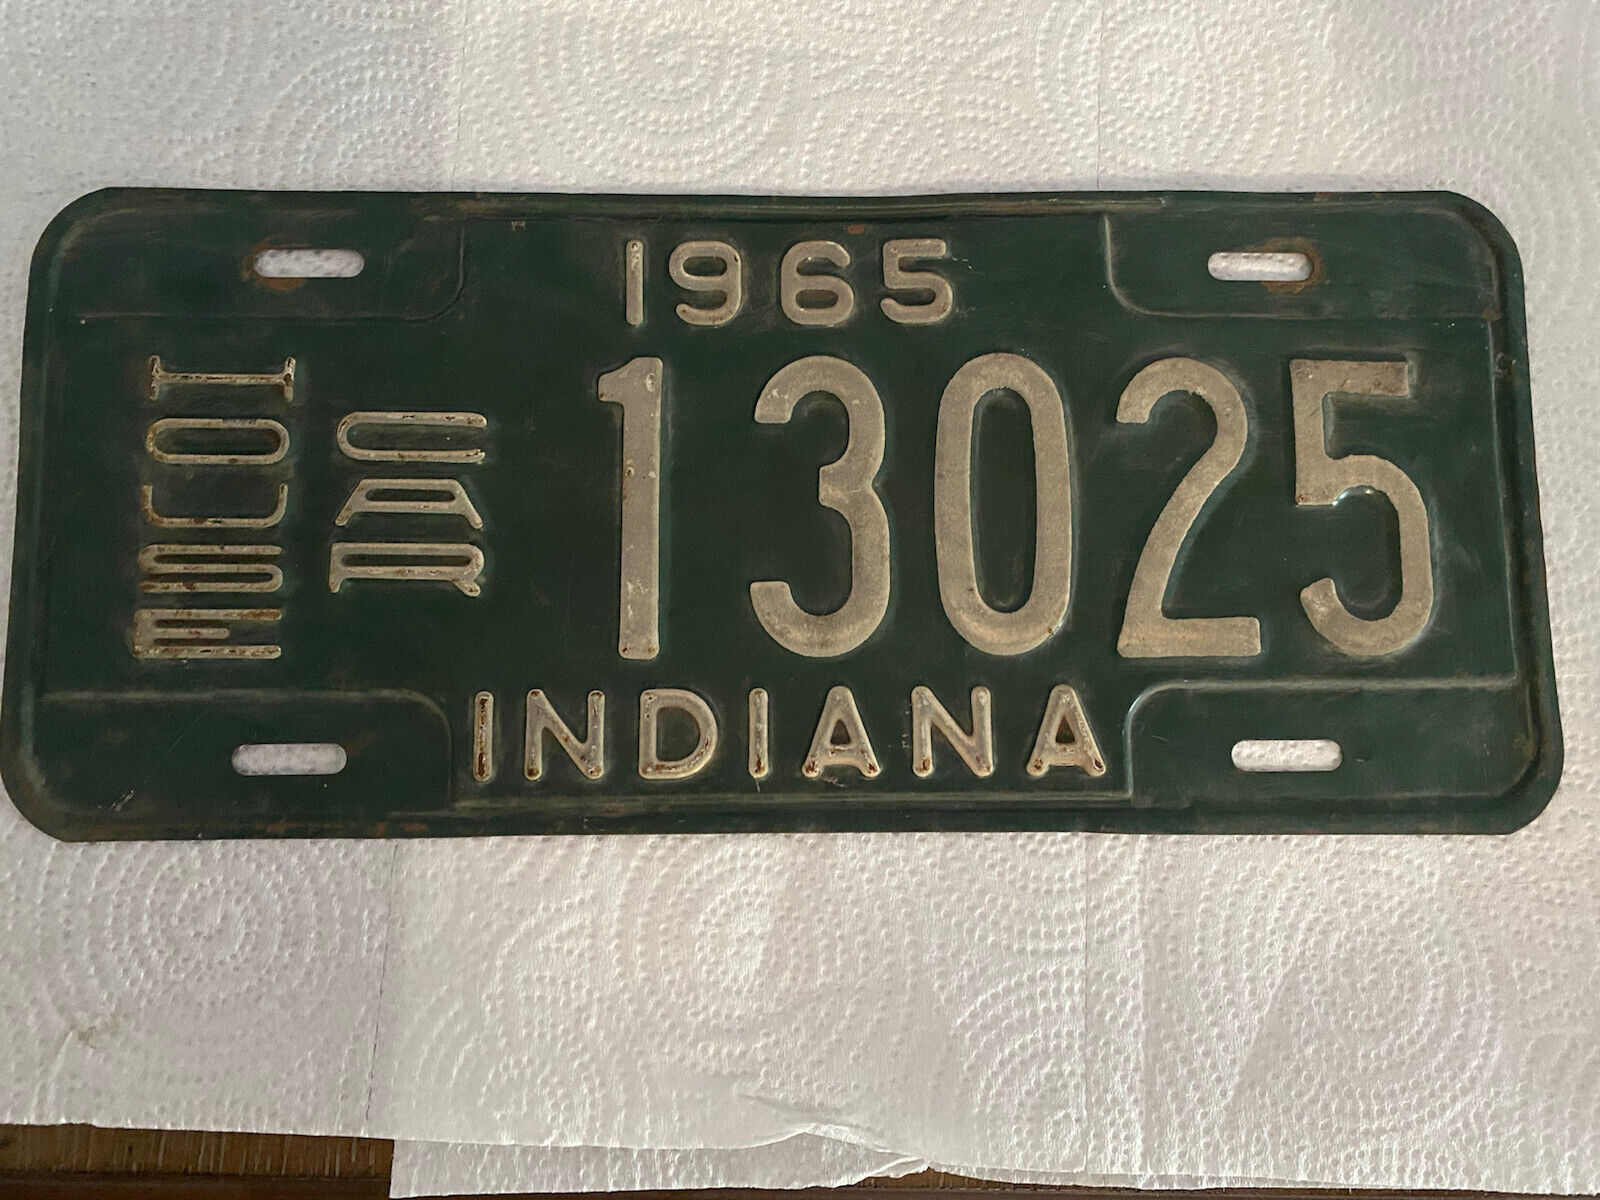 1965
HOUSE
CAR
13025
INDIANA